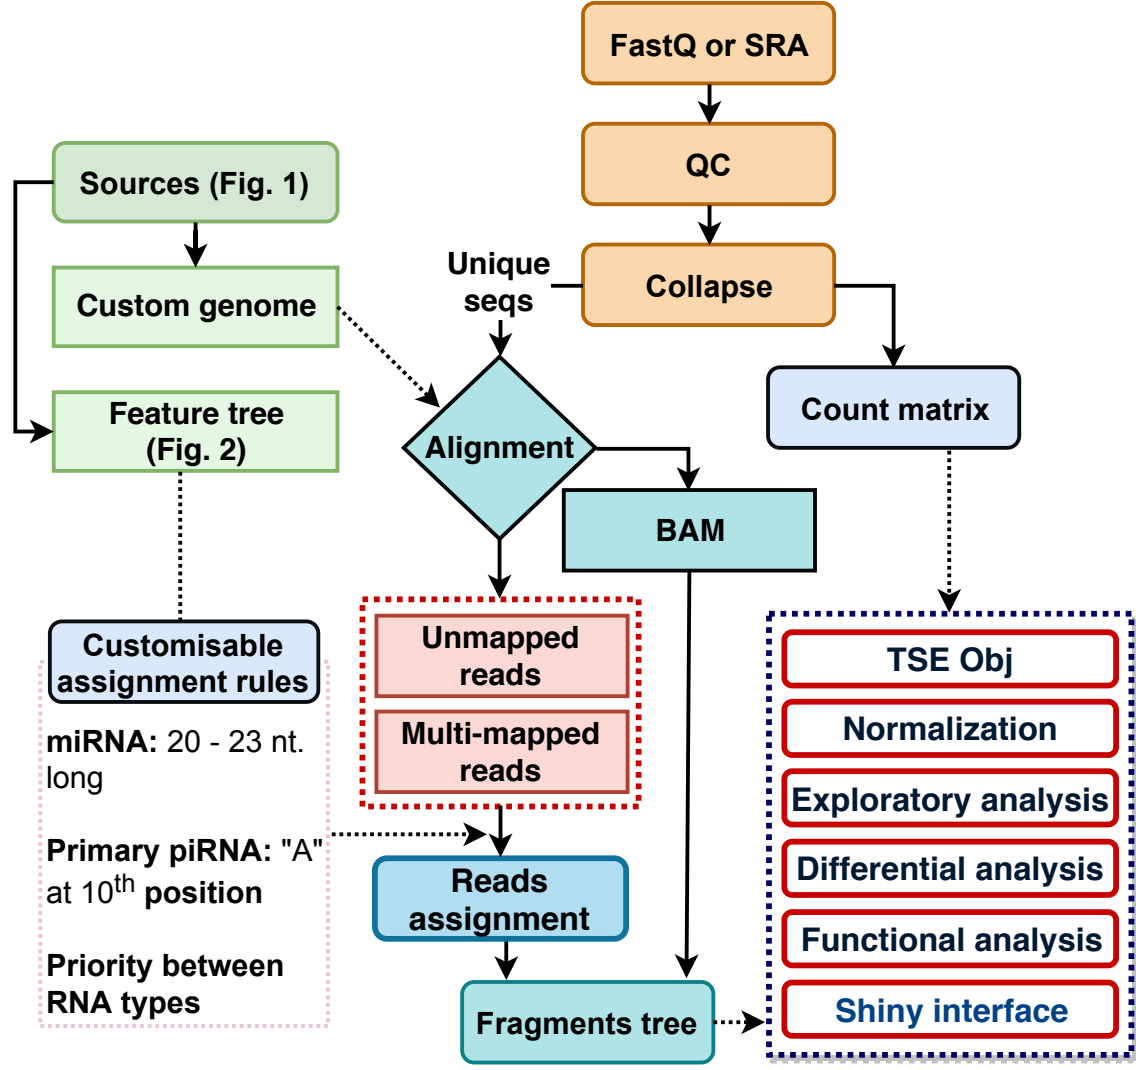 FastQ or SRA
QC
Sources (Fig. 1)
Unique
seqs
Collapse
Custom genome
Feature tree
(Fig. 2)
Alignment
Count matrix
BAM
Customisable
assignment rules
miRNA: 20 - 23 nt.
long
Primary piRNA: "A"
at 10th position
Priority between
RNA types
Unmapped
reads
Multi-mapped
reads
Reads
assignment
Fragments tree
TSE Obj
Normalization
Exploratory analysis
Differential analysis
Functional analysis
Shiny interface